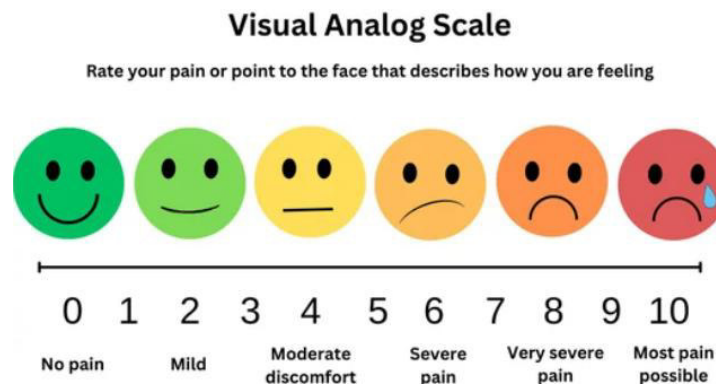 Visual Analog Scale
Rate your pain or point to the face that describes how you are feeling
0 1 2 3 4 5 6 7 8 9 10
No pain
Mild
Moderate
discomfort
Severe
pain
Very severe
pain
Most pain
possible